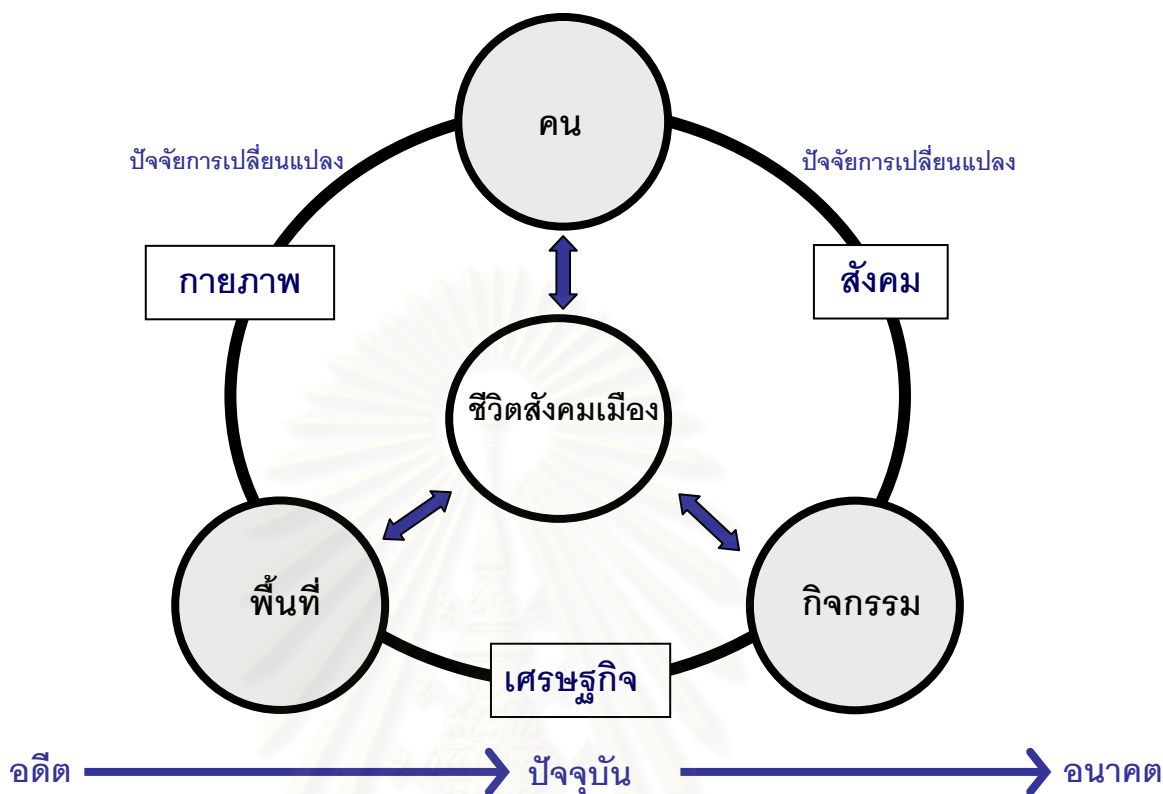 คน
ปัจจัยการเปลี่ยนแปลง
ปัจจัยการเปลี่ยนแปลง
กายภาพ
สังคม
ชีวิตสังคมเมือง
พื้นที่
กิจกรรม
เศรษฐกิจ
อดีต
ปัจจุบัน
อนาคต